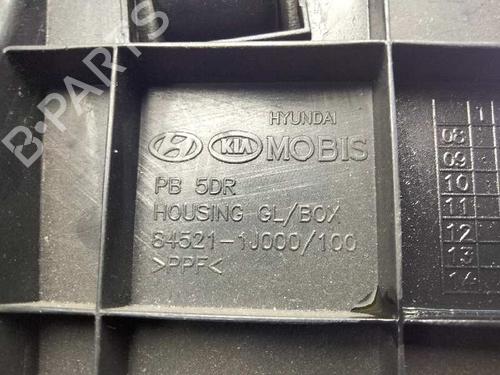 B-PARTS
HYUNDAI
KIA MOBIS
PB 5DR
HOUSING GL/BOX
84521-1J000/100
>PPF<
1
08
09
10
11
12
13
14